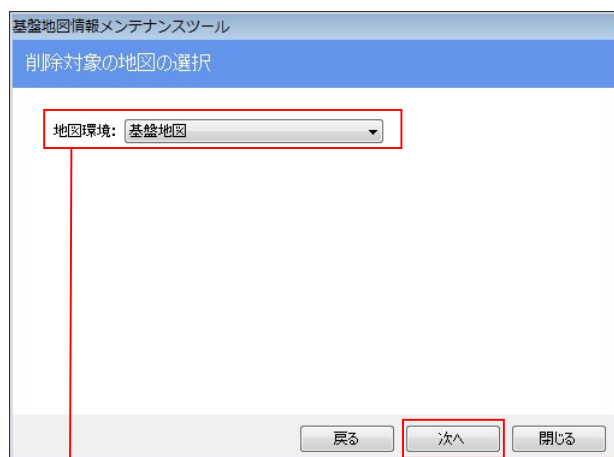 基盤地図情報メンテナンスツール
削除対象の地図の選択
地図環境: 基盤地図
戻る 次へ 閉じる